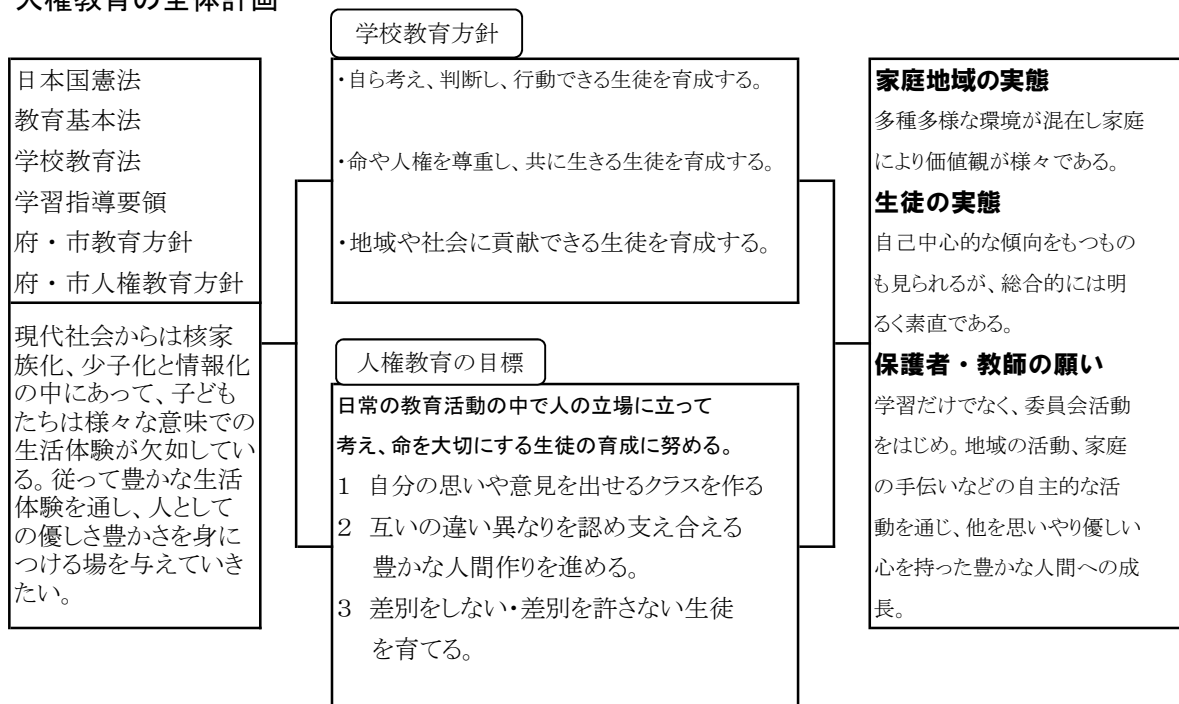 人権教育の全体計画
学校教育方針
日本国憲法
教育基本法
学校教育法
学習指導要領
府・市教育方針
府・市人権教育方針
現代社会からは核家
族化、少子化と情報化
の中にあって、子ども
たちは様々な意味での
生活体験が欠如してい
る。従って豊かな生活
体験を通し、人として
の優しさ豊かさを身に
つける場を与えていき
たい。
・自ら考え、判断し、行動できる生徒を育成する。
・命や人権を尊重し、共に生きる生徒を育成する。
・地域や社会に貢献できる生徒を育成する。
人権教育の目標
日常の教育活動の中で人の立場に立って
考え、命を大切にする生徒の育成に努める。
1 自分の思いや意見を出せるクラスを作る
2 互いの違い異なりを認め支え合える
豊かな人間作りを進める。
3 差別をしない・差別を許さない生徒
を育てる。
家庭地域の実態
多種多様な環境が混在し家庭
により価値観が様々である。
生徒の実態
自己中心的な傾向をもつもの
も見られるが、総合的には明
るく素直である。
保護者・教師の願い
学習だけでなく、委員会活動
をはじめ。地域の活動、家庭
の手伝いなどの自主的な活
動を通じ、他を思いやり優しい
心を持った豊かな人間への成
長。